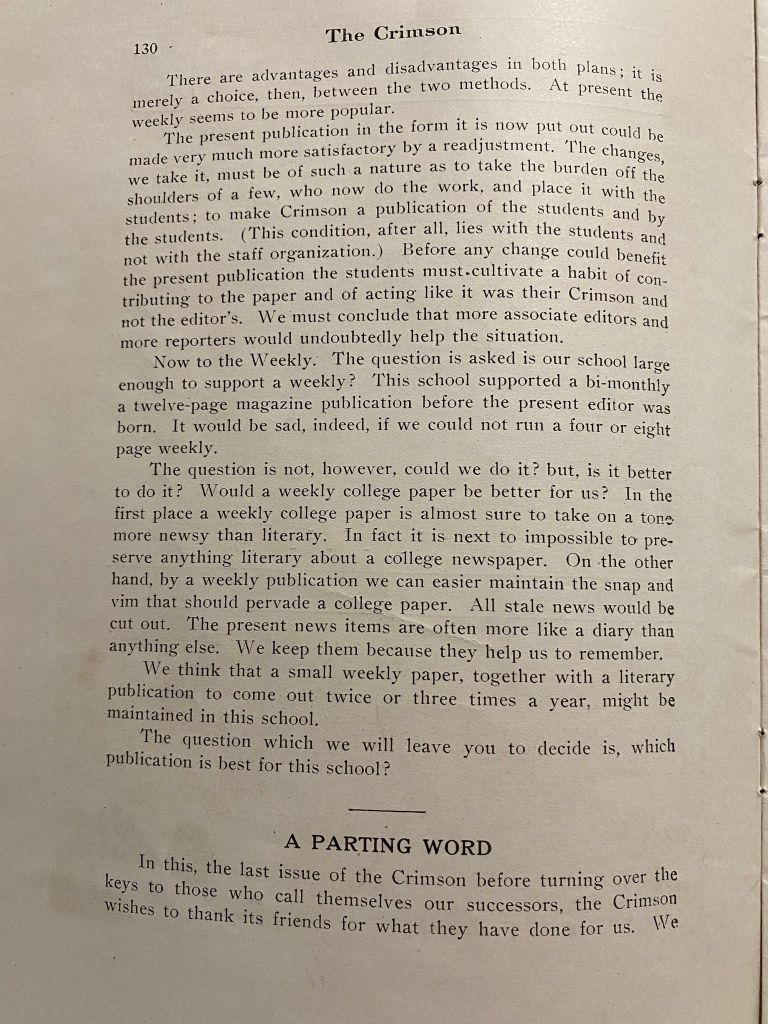 130
The Crimson
There are advantages and disadvantages in both plans; it is
merely a choice, then, between the two methods. At present the
weekly seems to be more popular.
The present publication in the form it is now put out could be
made very much more satisfactory by a readjustment. The changes,
we take it, must be of such a nature as to take the burden off the
shoulders of a few, who now do the work, and place it with the
students; to make Crimson a publication of the students and by
the students. (This condition, after all, lies with the students and
not with the staff organization.) Before any change could benefit
the present publication the students must cultivate a habit of con-
tributing to the paper and of acting like it was their Crimson and
not the editor's. We must conclude that more associate editors and
more reporters would undoubtedly help the situation.
Now to the Weekly. The question is asked is our school large
enough to support a weekly? This school supported a bi-monthly
a twelve-page magazine publication before the present editor was
born. It would be sad, indeed, if we could not run a four or eight
page weekly.
The question is not, however, could we do it? but, is it better
to do it? Would a weekly college paper be better for us? In the
first place a weekly college paper is almost sure to take on a tone
more newsy than literary. In fact it is next to impossible to pre-
serve anything literary about a college newspaper. On the other
hand, by a weekly publication we can easier maintain the snap and
vim that should pervade a college paper. All stale news would be
cut out. The present news items are often more like a diary than
anything else. We keep them because they help us to remember.
We think that a small weekly paper, together with a literary
publication to come out twice or three times a year, might be
maintained in this school.
The question which we will leave you to decide is, which
publication is best for this school?
A PARTING WORD
In this, the last issue of the Crimson before turning over the
keys to those who call themselves our successors, the Crimson
wishes to thank its friends for what they have done for us. We